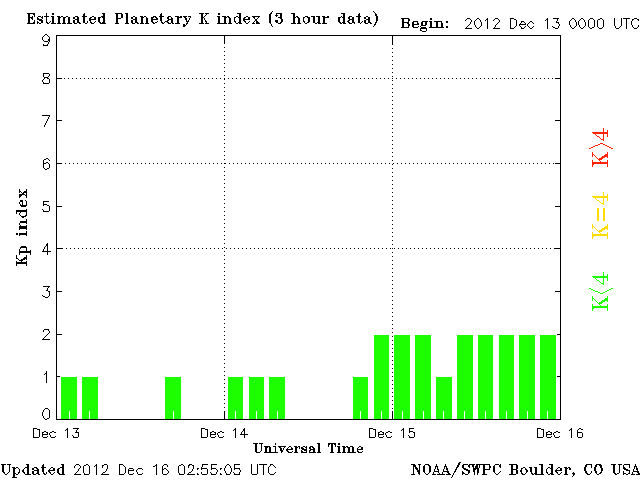 Estimated Planetary K index (3 hour data)
Begin: 2012 Dec 13 0000 UTC
9
8
7
6
5
4
3
2
1
0
Kp index
Dec 13
Dec 14
Dec 15
Dec 16
Universal Time
K>4
K=4
K<4
Updated 2012 Dec 16 02:55:05 UTC
NOAA/SWPC Boulder, CO USA